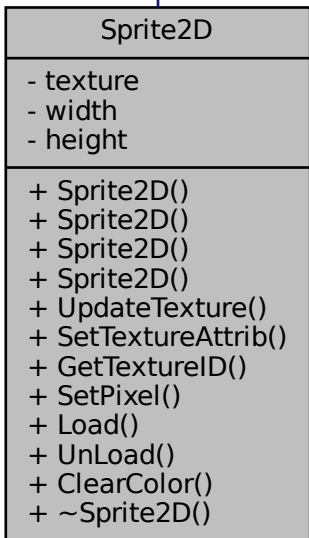 Sprite2D
- texture
- width
- height
+ Sprite2D()
+ Sprite2D()
+ Sprite2D()
+ Sprite2D()
+ UpdateTexture()
+ SetTextureAttrib()
+ GetTextureID()
+ SetPixel()
+ Load()
+ UnLoad()
+ ClearColor()
+ ~Sprite2D()